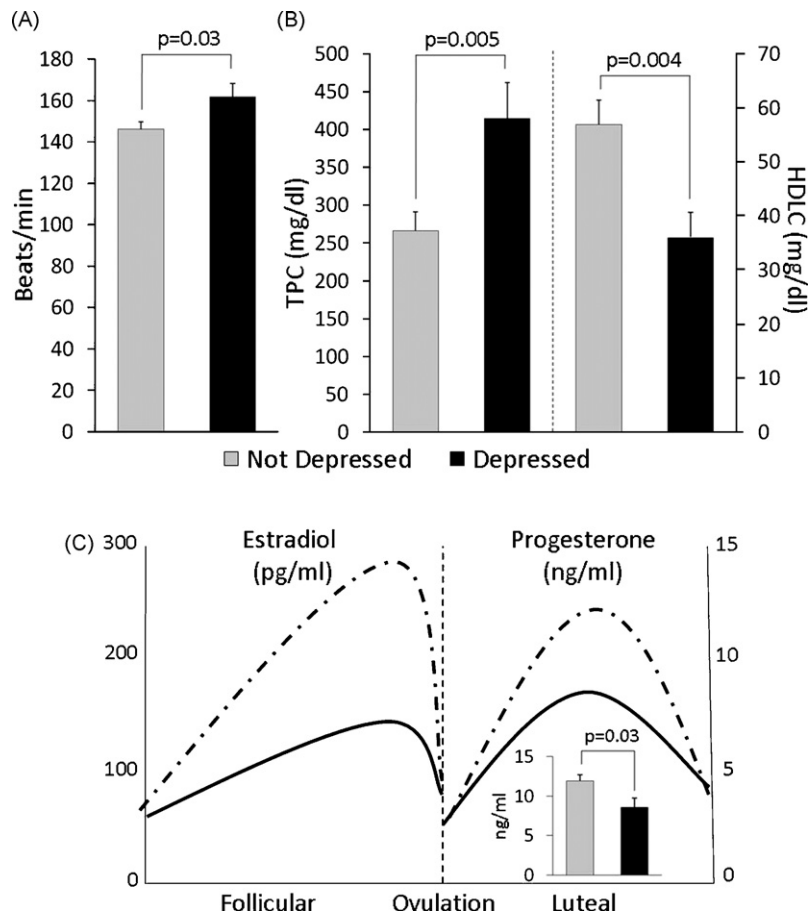 (A)
p=0.03
Beats/min
180
160
140
120
100
80
60
40
20
0
(B)
p=0.005
p=0.004
TPC (mg/dl)
500
450
400
350
300
250
200
150
100
50
0
HDLC (mg/dl)
70
60
50
40
30
20
10
0
Not Depressed
Depressed
(C)
300
200
100
0
Estradiol
(pg/ml)
Progesterone
(ng/ml)
15
10
5
0
p=0.03
ng/ml
15
10
5
0
Follicular
Ovulation
Luteal